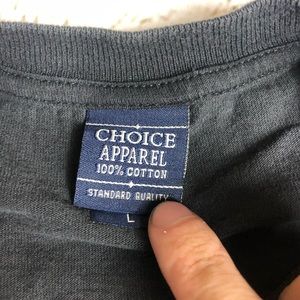 CHOICE
APPAREL
100% COTTON
STANDARD QUALITY
L